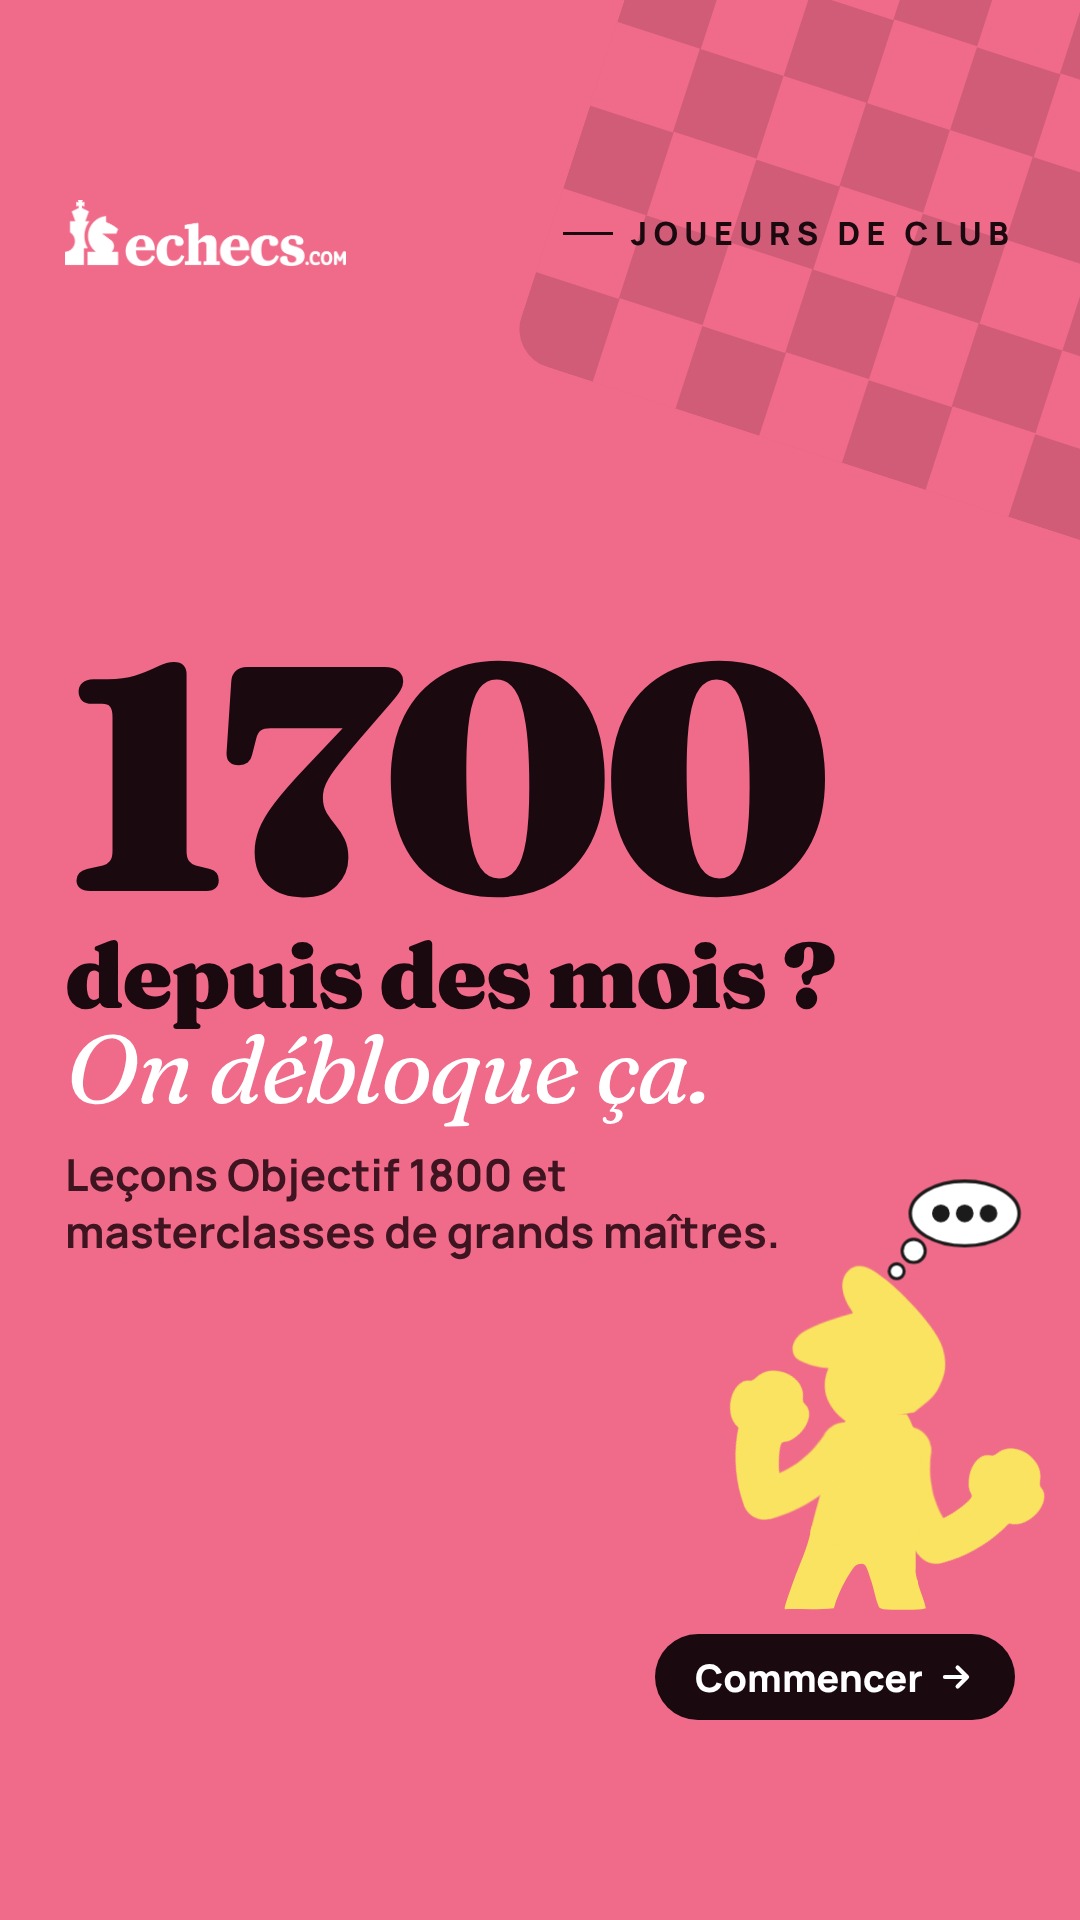 echecs.COM
JOUEURS DE CLUB
1700
depuis des mois ?
On débloque ça.
Leçons Objectif 1800 et
masterclasses de grands maîtres.
Commencer →